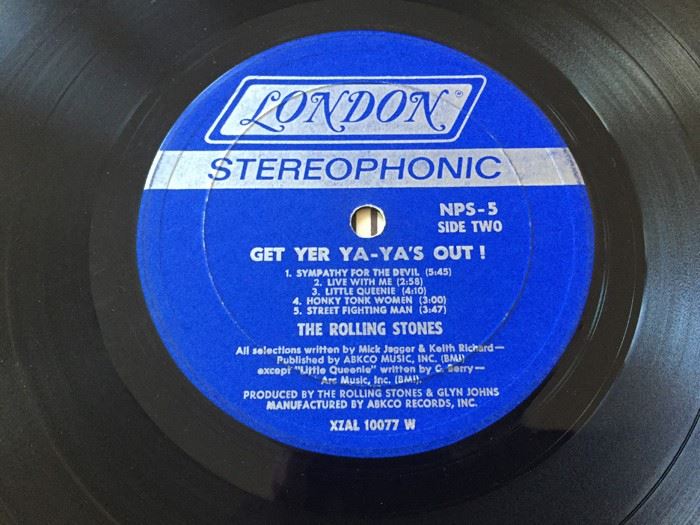 LONDON®
STEREOPHONIC
NPS-5
SIDE TWO
GET YER YA-YA'S OUT !
1. SYMPATHY FOR THE DEVIL (5:45)
2. LIVE WITH ME (2:58)
3. LITTLE QUEENIE (4:10)
4. HONKY TONK WOMEN (3:00)
5. STREET FIGHTING MAN (3:47)
THE ROLLING STONES
All selections written by Mick Jagger & Keith Richard—
Published by ABKCO MUSIC, INC. (BMI)
except "Little Queenie" written by C. Berry—
Arc Music, Inc. (BMI)
PRODUCED BY THE ROLLING STONES & GLYN JOHNS
MANUFACTURED BY ABKCO RECORDS, INC.
XZAL 10077 W